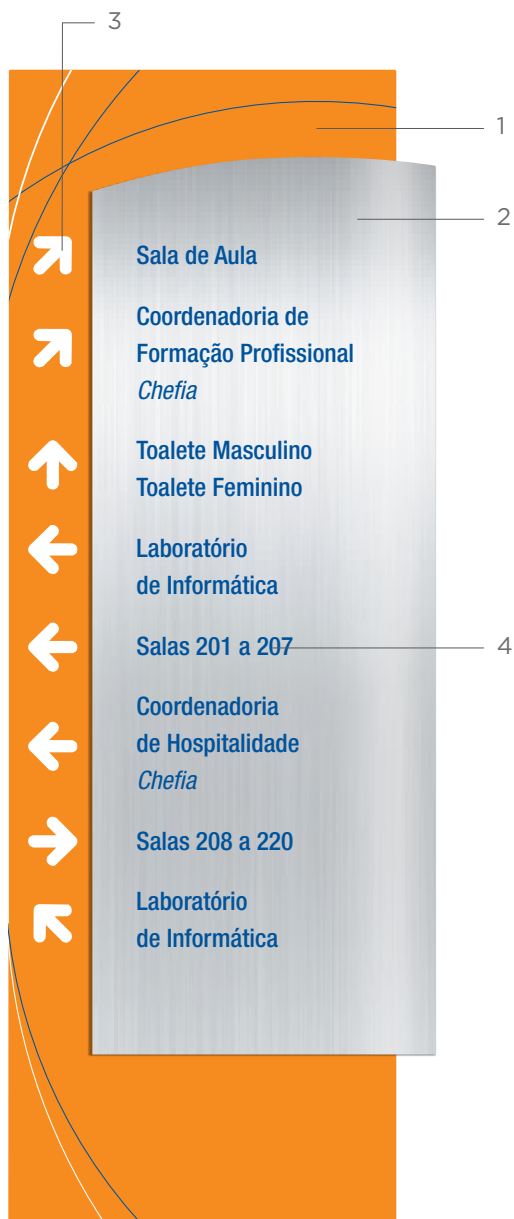 3
1
2
Sala de Aula
Coordenadoria de
Formação Profissional
Chefia
Toalete Masculino
Toalete Feminino
Laboratório
de Informática
Salas 201 a 207
4
Coordenadoria
de Hospitalidade
Chefia
Salas 208 a 220
Laboratório
de Informática